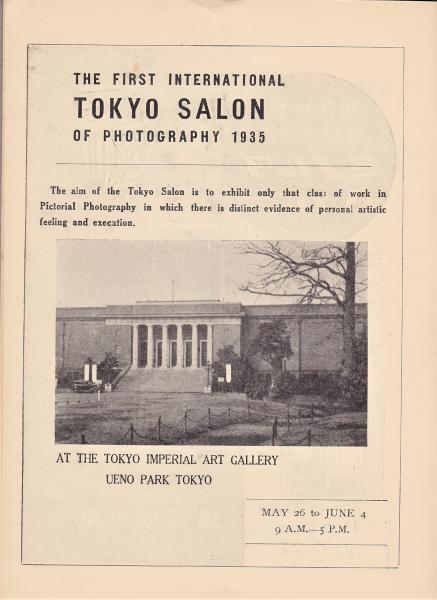 THE FIRST INTERNATIONAL
TOKYO SALON
OF PHOTOGRAPHY 1935
The aim of the Tokyo Salon is to exhibit only that class of work in
Pictorial Photography in which there is distinct evidence of personal artistic
feeling and execution.
AT THE TOKYO IMPERIAL ART GALLERY
UENO PARK TOKYO
MAY 26 to JUNE 4
9 A.M.—5 P.M.